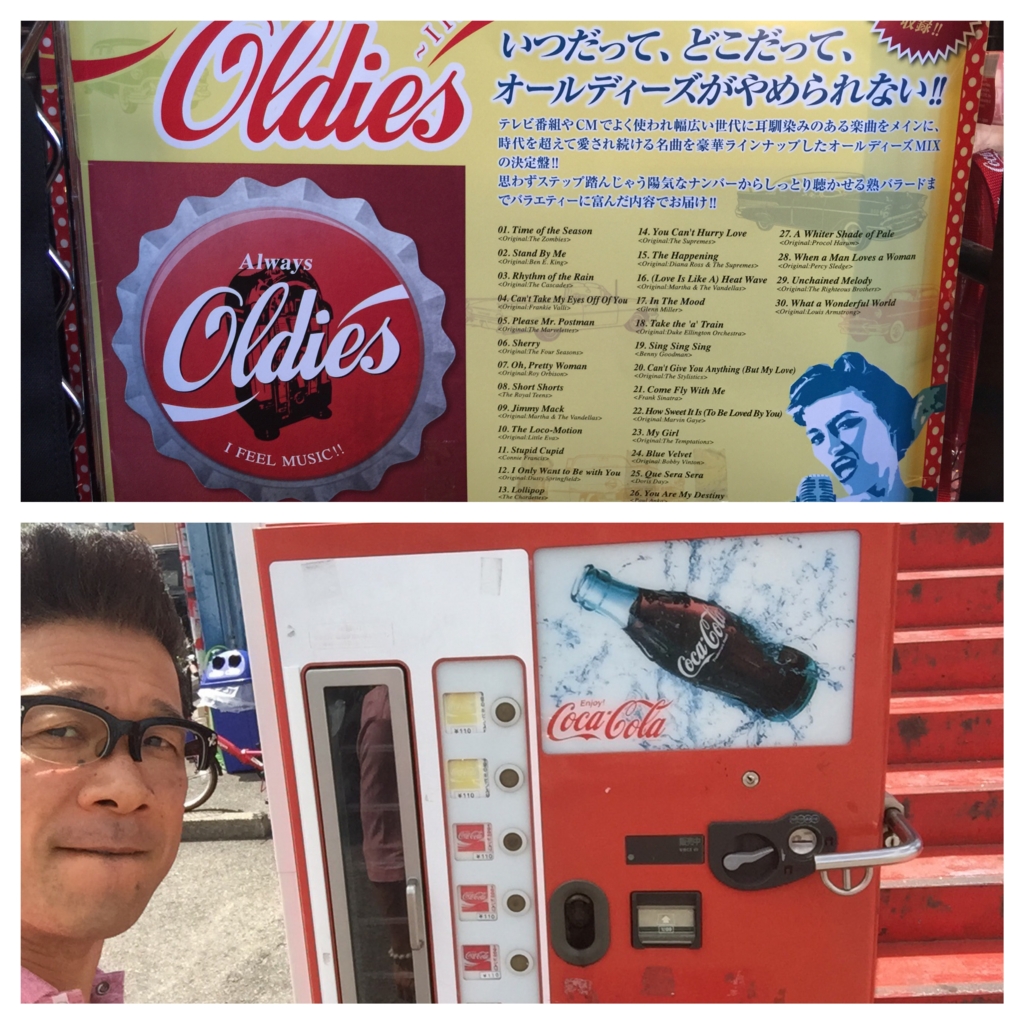 Oldies
いつだって、どこだって、
オールディーズがやめられない!!
収録!!
テレビ番組やCMでよく使われ幅広い世代に耳馴染みのある楽曲をメインに、
時代を超えて愛され続ける名曲を豪華ラインナップしたオールディーズMIX
の決定盤!!
思わずステップ踏んじゃう陽気なナンバーからしっとり聴かせる熟バラードま
でバラエティーに富んだ内容でお届け!!
Always
Oldies
I FEEL MUSIC!!
01. Time of the Season
<Original:The Zombies>
02. Stand By Me
<Original:Ben E. King>
03. Rhythm of the Rain
<Original:The Cascades>
04. Can't Take My Eyes Off Of You
<Original:Frankie Valli>
05. Please Mr. Postman
<Original:The Marvelettes>
06. Sherry
<Original:The Four Seasons>
07. Oh, Pretty Woman
<Original:Roy Orbison>
08. Short Shorts
<The Royal Teens>
09. Jimmy Mack
<Original:Martha & The Vandellas>
10. The Loco-Motion
<Original:Little Eva>
11. Stupid Cupid
<Connie Francis>
12. I Only Want to Be with You
<Original:Dusty Springfield>
13. Lollipop
<The Chordettes>
14. You Can't Hurry Love
<Original:The Supremes>
15. The Happening
<Original:Diana Ross & The Supremes>
16. (Love Is Like A) Heat Wave
<Original:Martha & The Vandellas>
17. In The Mood
<Glenn Miller>
18. Take the 'a' Train
<Original:Duke Ellington Orchestra>
19. Sing Sing Sing
<Benny Goodman>
20. Can't Give You Anything (But My Love)
<Original:The Stylistics>
21. Come Fly With Me
<Frank Sinatra>
22. How Sweet It Is (To Be Loved By You)
<Original:Marvin Gaye>
23. My Girl
<Original:The Temptations>
24. Blue Velvet
<Original:Bobby Vinton>
25. Que Sera Sera
<Doris Day>
26. You Are My Destiny
27. A Whiter Shade of Pale
<Original:Procol Harum>
28. When a Man Loves a Woman
<Original:Percy Sledge>
29. Unchained Melody
<Original:The Righteous Brothers>
30. What a Wonderful World
<Original:Louis Armstrong>
Coca-Cola
Enjoy!
Coca-Cola
¥110
¥110
Coca-Cola
¥110
¥110
販売中